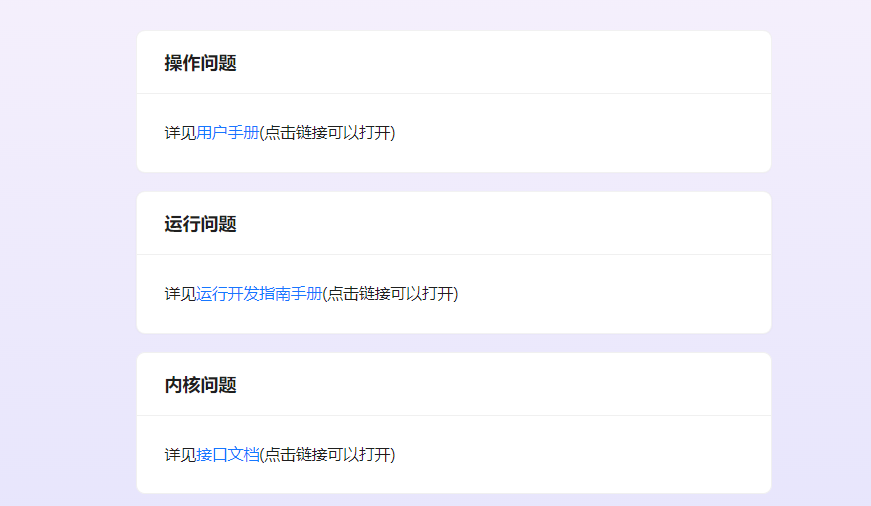 操作问题
详见用户手册(点击链接可以打开)
运行问题
详见运行开发指南手册(点击链接可以打开)
内核问题
详见接口文档(点击链接可以打开)